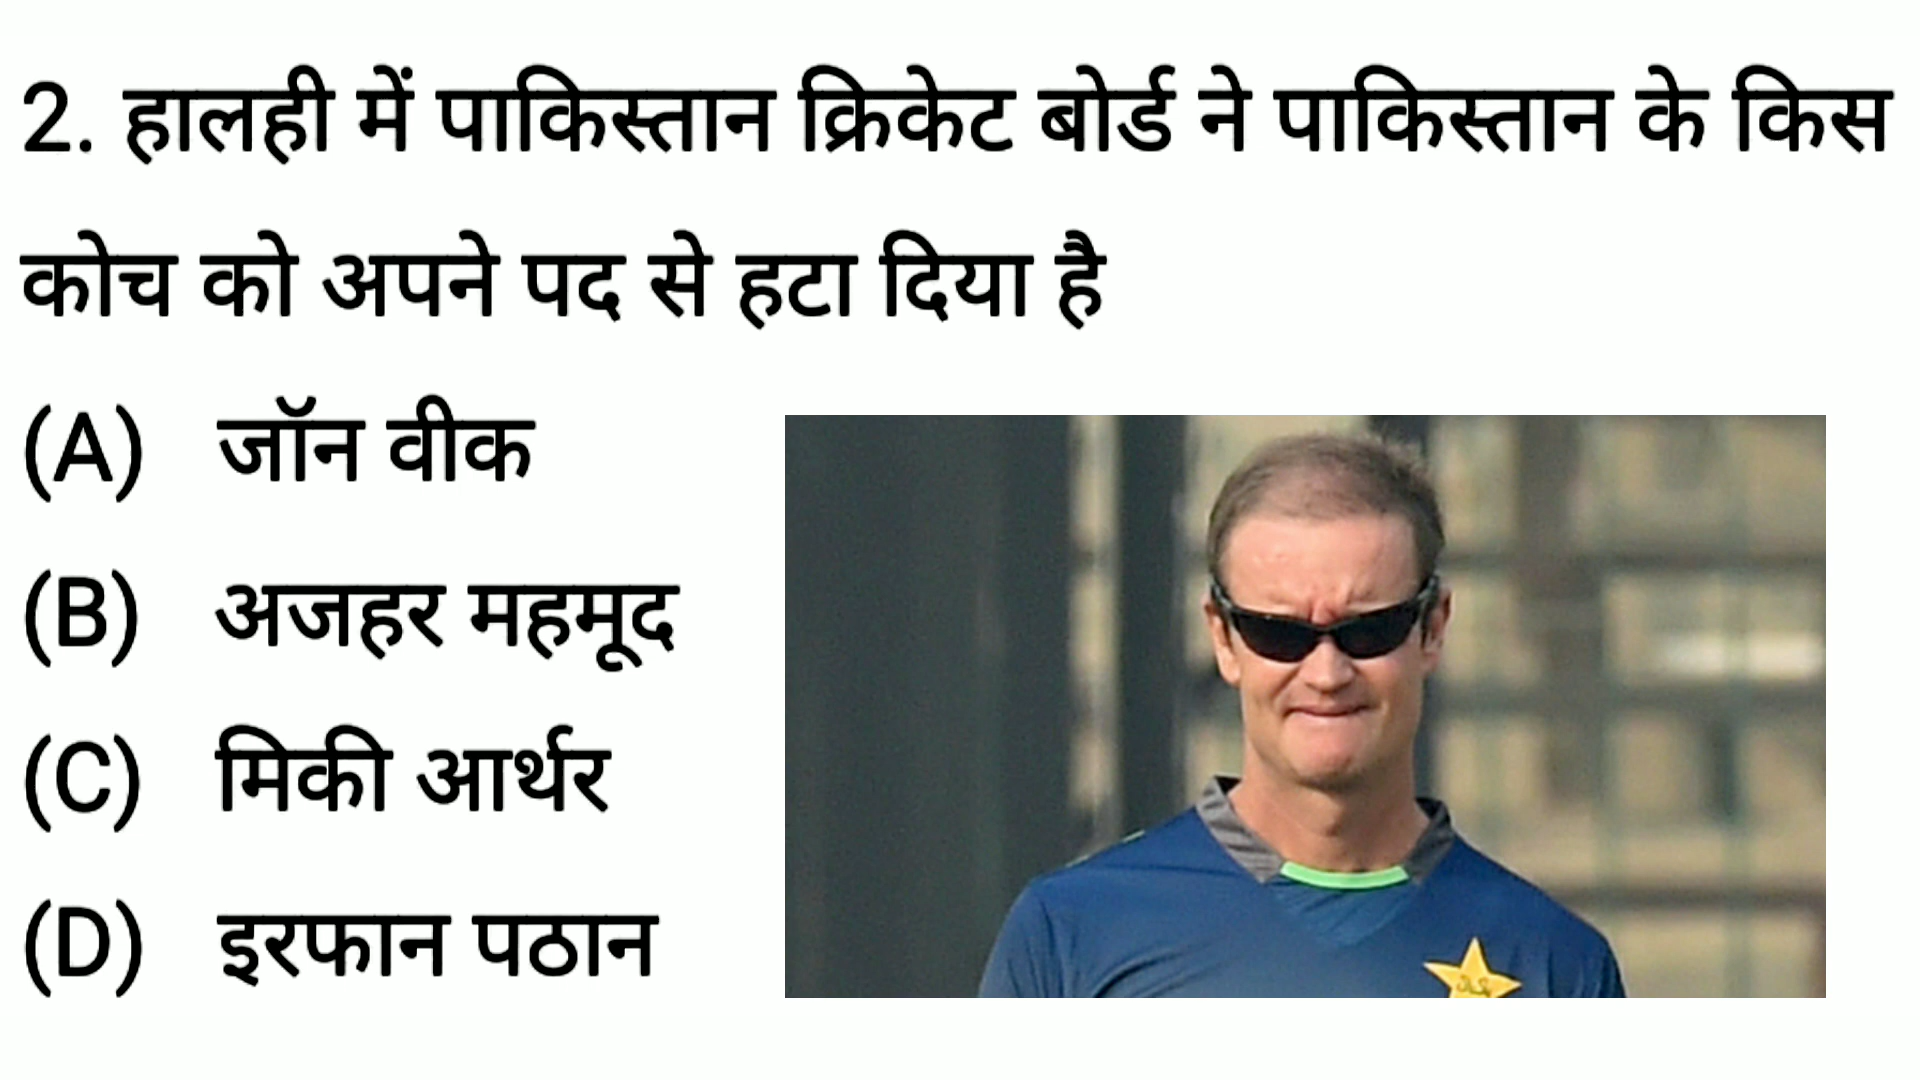 2. हालही में पाकिस्तान क्रिकेट बोर्ड ने पाकिस्तान के किस
कोच को अपने पद से हटा दिया है
(A) जॉन वीक
(B) अजहर महमूद
(C) मिकी आर्थर
(D) इरफान पठान